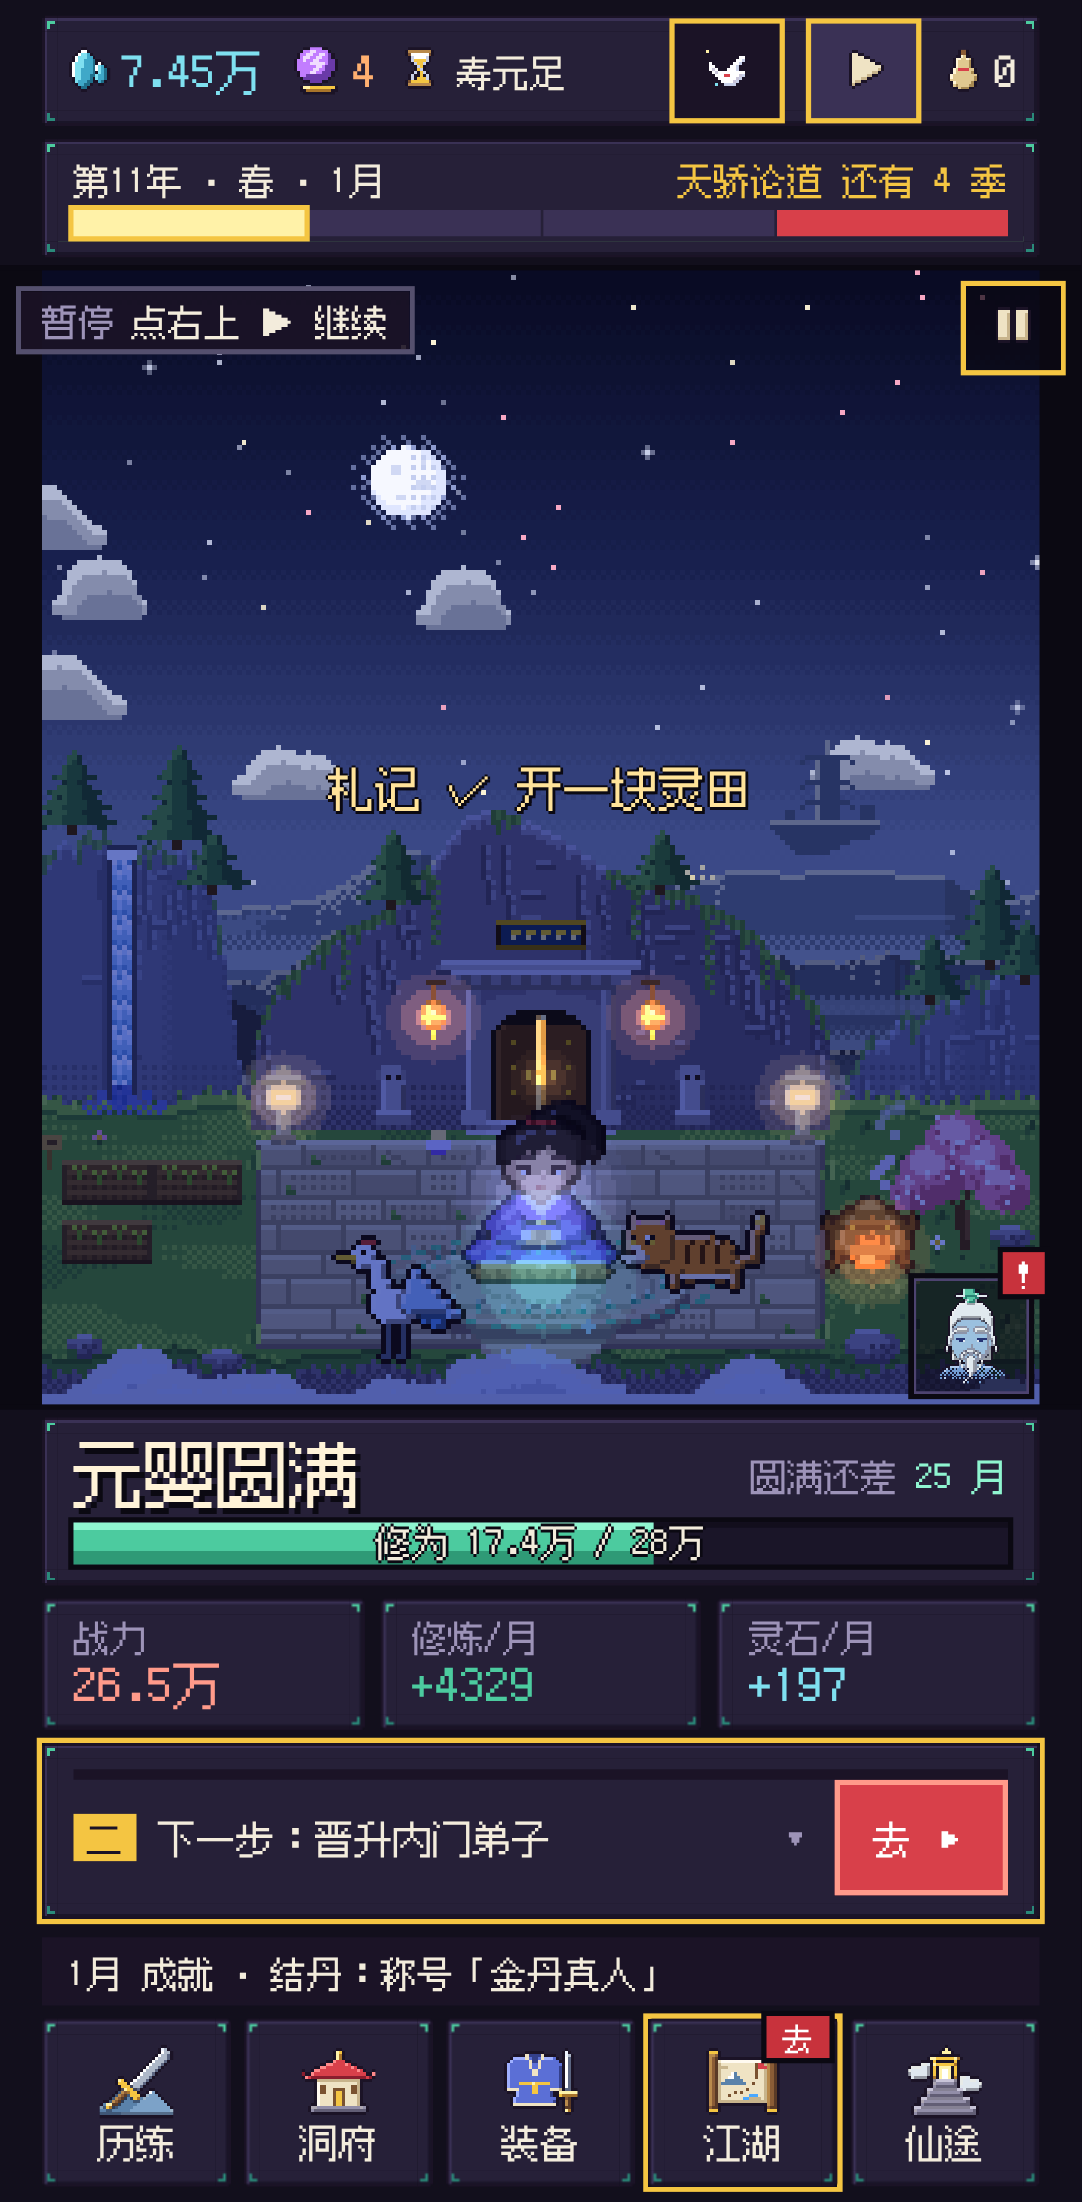 7.45万 4 寿元足 0
第11年 · 春 · 1月 天骄论道 还有 4 季
暂停 点右上 ▶ 继续
札记 ✓ 开一块灵田
元婴圆满 圆满还差 25 月
修为 17.4万 / 28万
战力 修炼/月 灵石/月
26.5万 +4329 +197
二 下一步：晋升内门弟子 ▼ 去 ▶
1月 成就 · 结丹：称号「金丹真人」
去
历练 洞府 装备 江湖 仙途